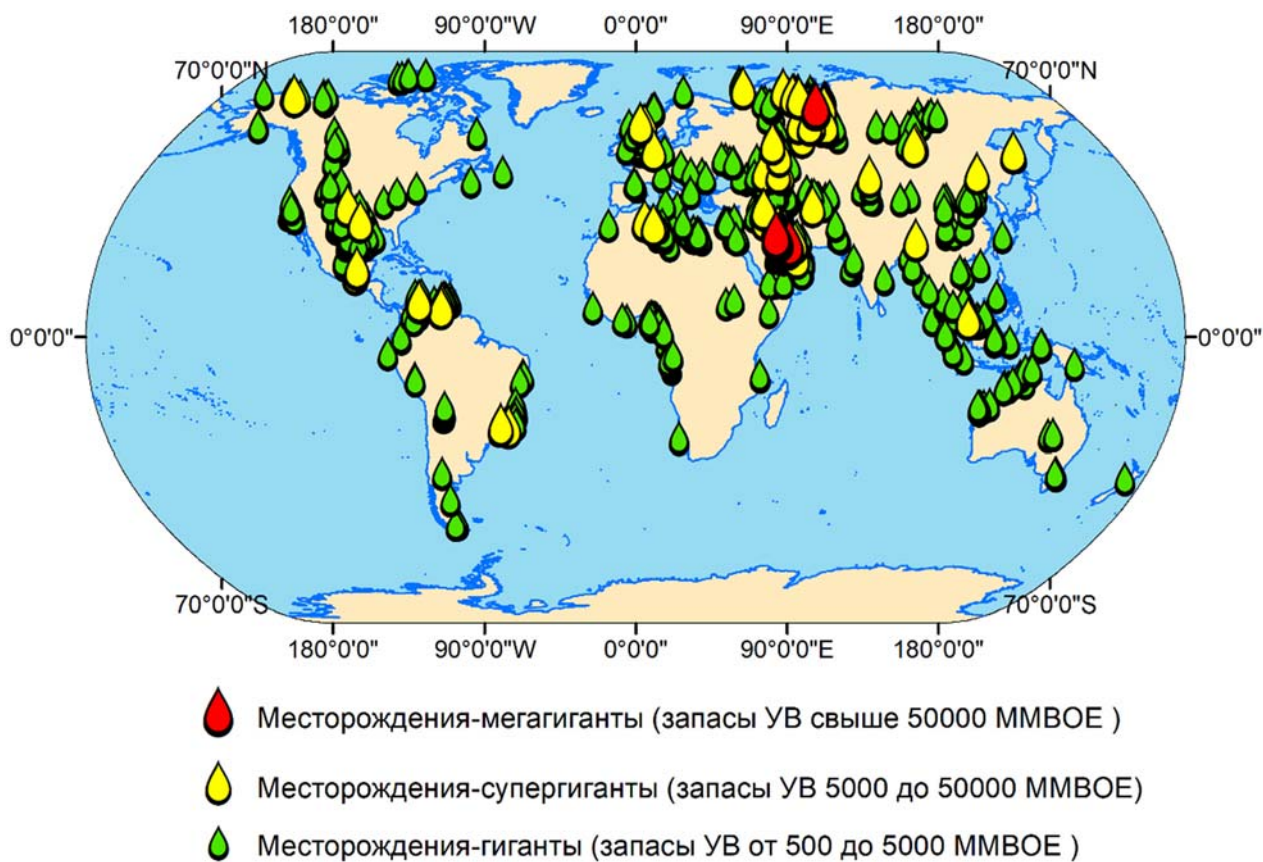 180°0'0" 90°0'0"W 0°0'0" 90°0'0"E 180°0'0"
70°0'0"N 70°0'0"N
0°0'0" 0°0'0"
70°0'0"S 70°0'0"S
180°0'0" 90°0'0"W 0°0'0" 90°0'0"E 180°0'0"
Месторождения-мегагиганты (запасы УВ свыше 50000 ММВОЕ )
Месторождения-супергиганты (запасы УВ 5000 до 50000 ММВОЕ)
Месторождения-гиганты (запасы УВ от 500 до 5000 ММВОЕ )